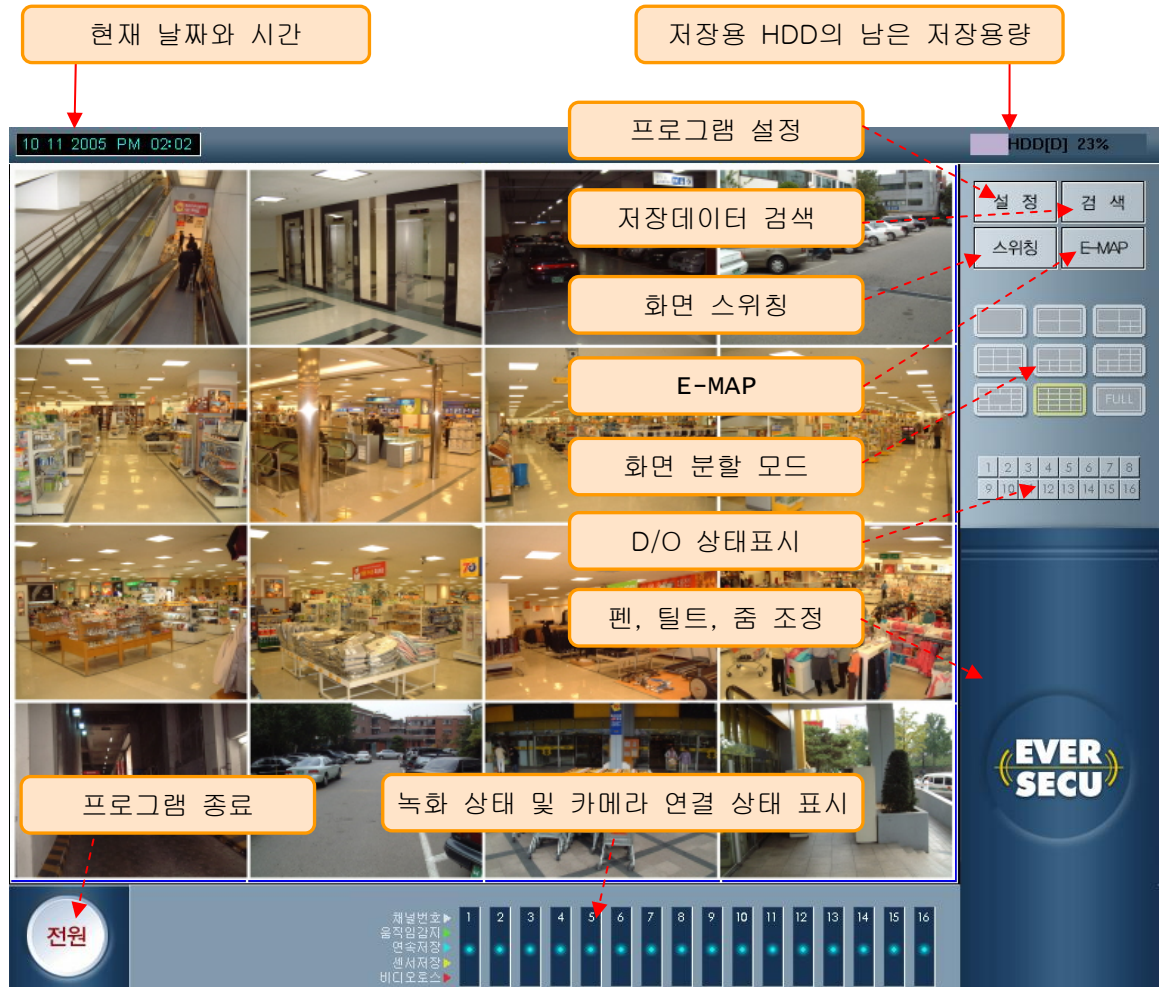 현재 날짜와 시간
저장용 HDD의 남은 저장용량
프로그램 설정
10 11 2005 PM 02:02
HDD[D] 23%
설 정
검 색
저장데이터 검색
스위칭
E-MAP
화면 스위칭
E-MAP
FULL
화면 분할 모드
1 2 3 4 5 6 7 8
9 10 12 13 14 15 16
D/O 상태표시
펜, 틸트, 줌 조정
EVER
SECU
프로그램 종료
녹화 상태 및 카메라 연결 상태 표시
전원
채널번호 1 2 3 4 5 6 7 8 9 10 11 12 13 14 15 16
움직임감지
연속저장
센서저장
비디오로스